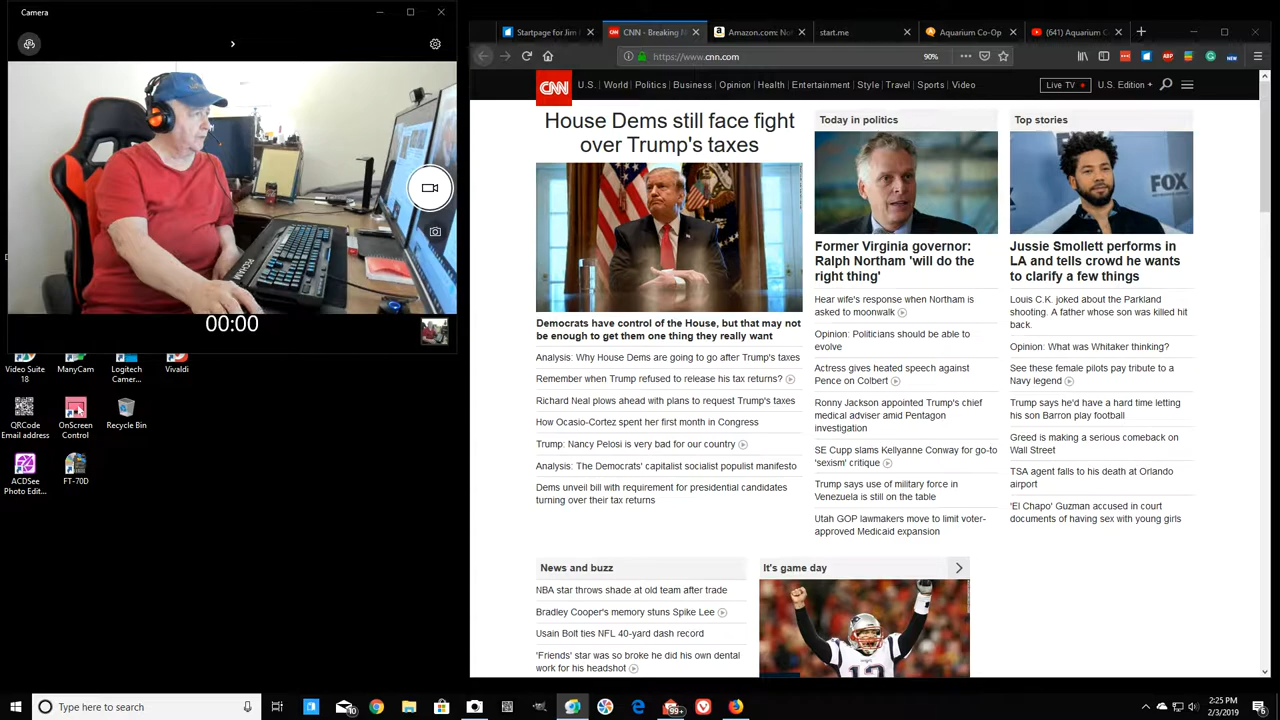 Camera
00:00
Video Suite
18
ManyCam
Logitech
Camer...
Vivaldi
QRCode
Email address
OnScreen
Control
Recycle Bin
ACDSee
Photo Edit...
FT-70D
Startpage for Jim
CNN - Breaking N
Amazon.com: Not
start.me
Aquarium Co-Op
(641) Aquarium C
https://www.cnn.com
90%
CNN
U.S. World Politics Business Opinion Health Entertainment Style Travel Sports Video
Live TV
U.S. Edition +
House Dems still face fight
over Trump's taxes
Democrats have control of the House, but that may not
be enough to get them one thing they really want
Analysis: Why House Dems are going to go after Trump's taxes
Remember when Trump refused to release his tax returns?
Richard Neal plows ahead with plans to request Trump's taxes
How Ocasio-Cortez spent her first month in Congress
Trump: Nancy Pelosi is very bad for our country
Analysis: The Democrats' capitalist socialist populist manifesto
Dems unveil bill with requirement for presidential candidates
turning over their tax returns
Today in politics
Former Virginia governor:
Ralph Northam 'will do the
right thing'
Hear wife's response when Northam is
asked to moonwalk
Opinion: Politicians should be able to
evolve
Actress gives heated speech against
Pence on Colbert
Ronny Jackson appointed Trump's chief
medical adviser amid Pentagon
investigation
SE Cupp slams Kellyanne Conway for go-to
'sexism' critique
Trump says use of military force in
Venezuela is still on the table
Utah GOP lawmakers move to limit voter-
approved Medicaid expansion
Top stories
FOX
Jussie Smollett performs in
LA and tells crowd he wants
to clarify a few things
Louis C.K. joked about the Parkland
shooting. A father whose son was killed hit
back.
Opinion: What was Whitaker thinking?
See these female pilots pay tribute to a
Navy legend
Trump says he'd have a hard time letting
his son Barron play football
Greed is making a serious comeback on
Wall Street
TSA agent falls to his death at Orlando
airport
'El Chapo' Guzman accused in court
documents of having sex with young girls
News and buzz
NBA star throws shade at old team after trade
Bradley Cooper's memory stuns Spike Lee
Usain Bolt ties NFL 40-yard dash record
'Friends' star was so broke he did his own dental
work for his headshot
It's game day
Type here to search
10
99+
2:25 PM
2/3/2019
6